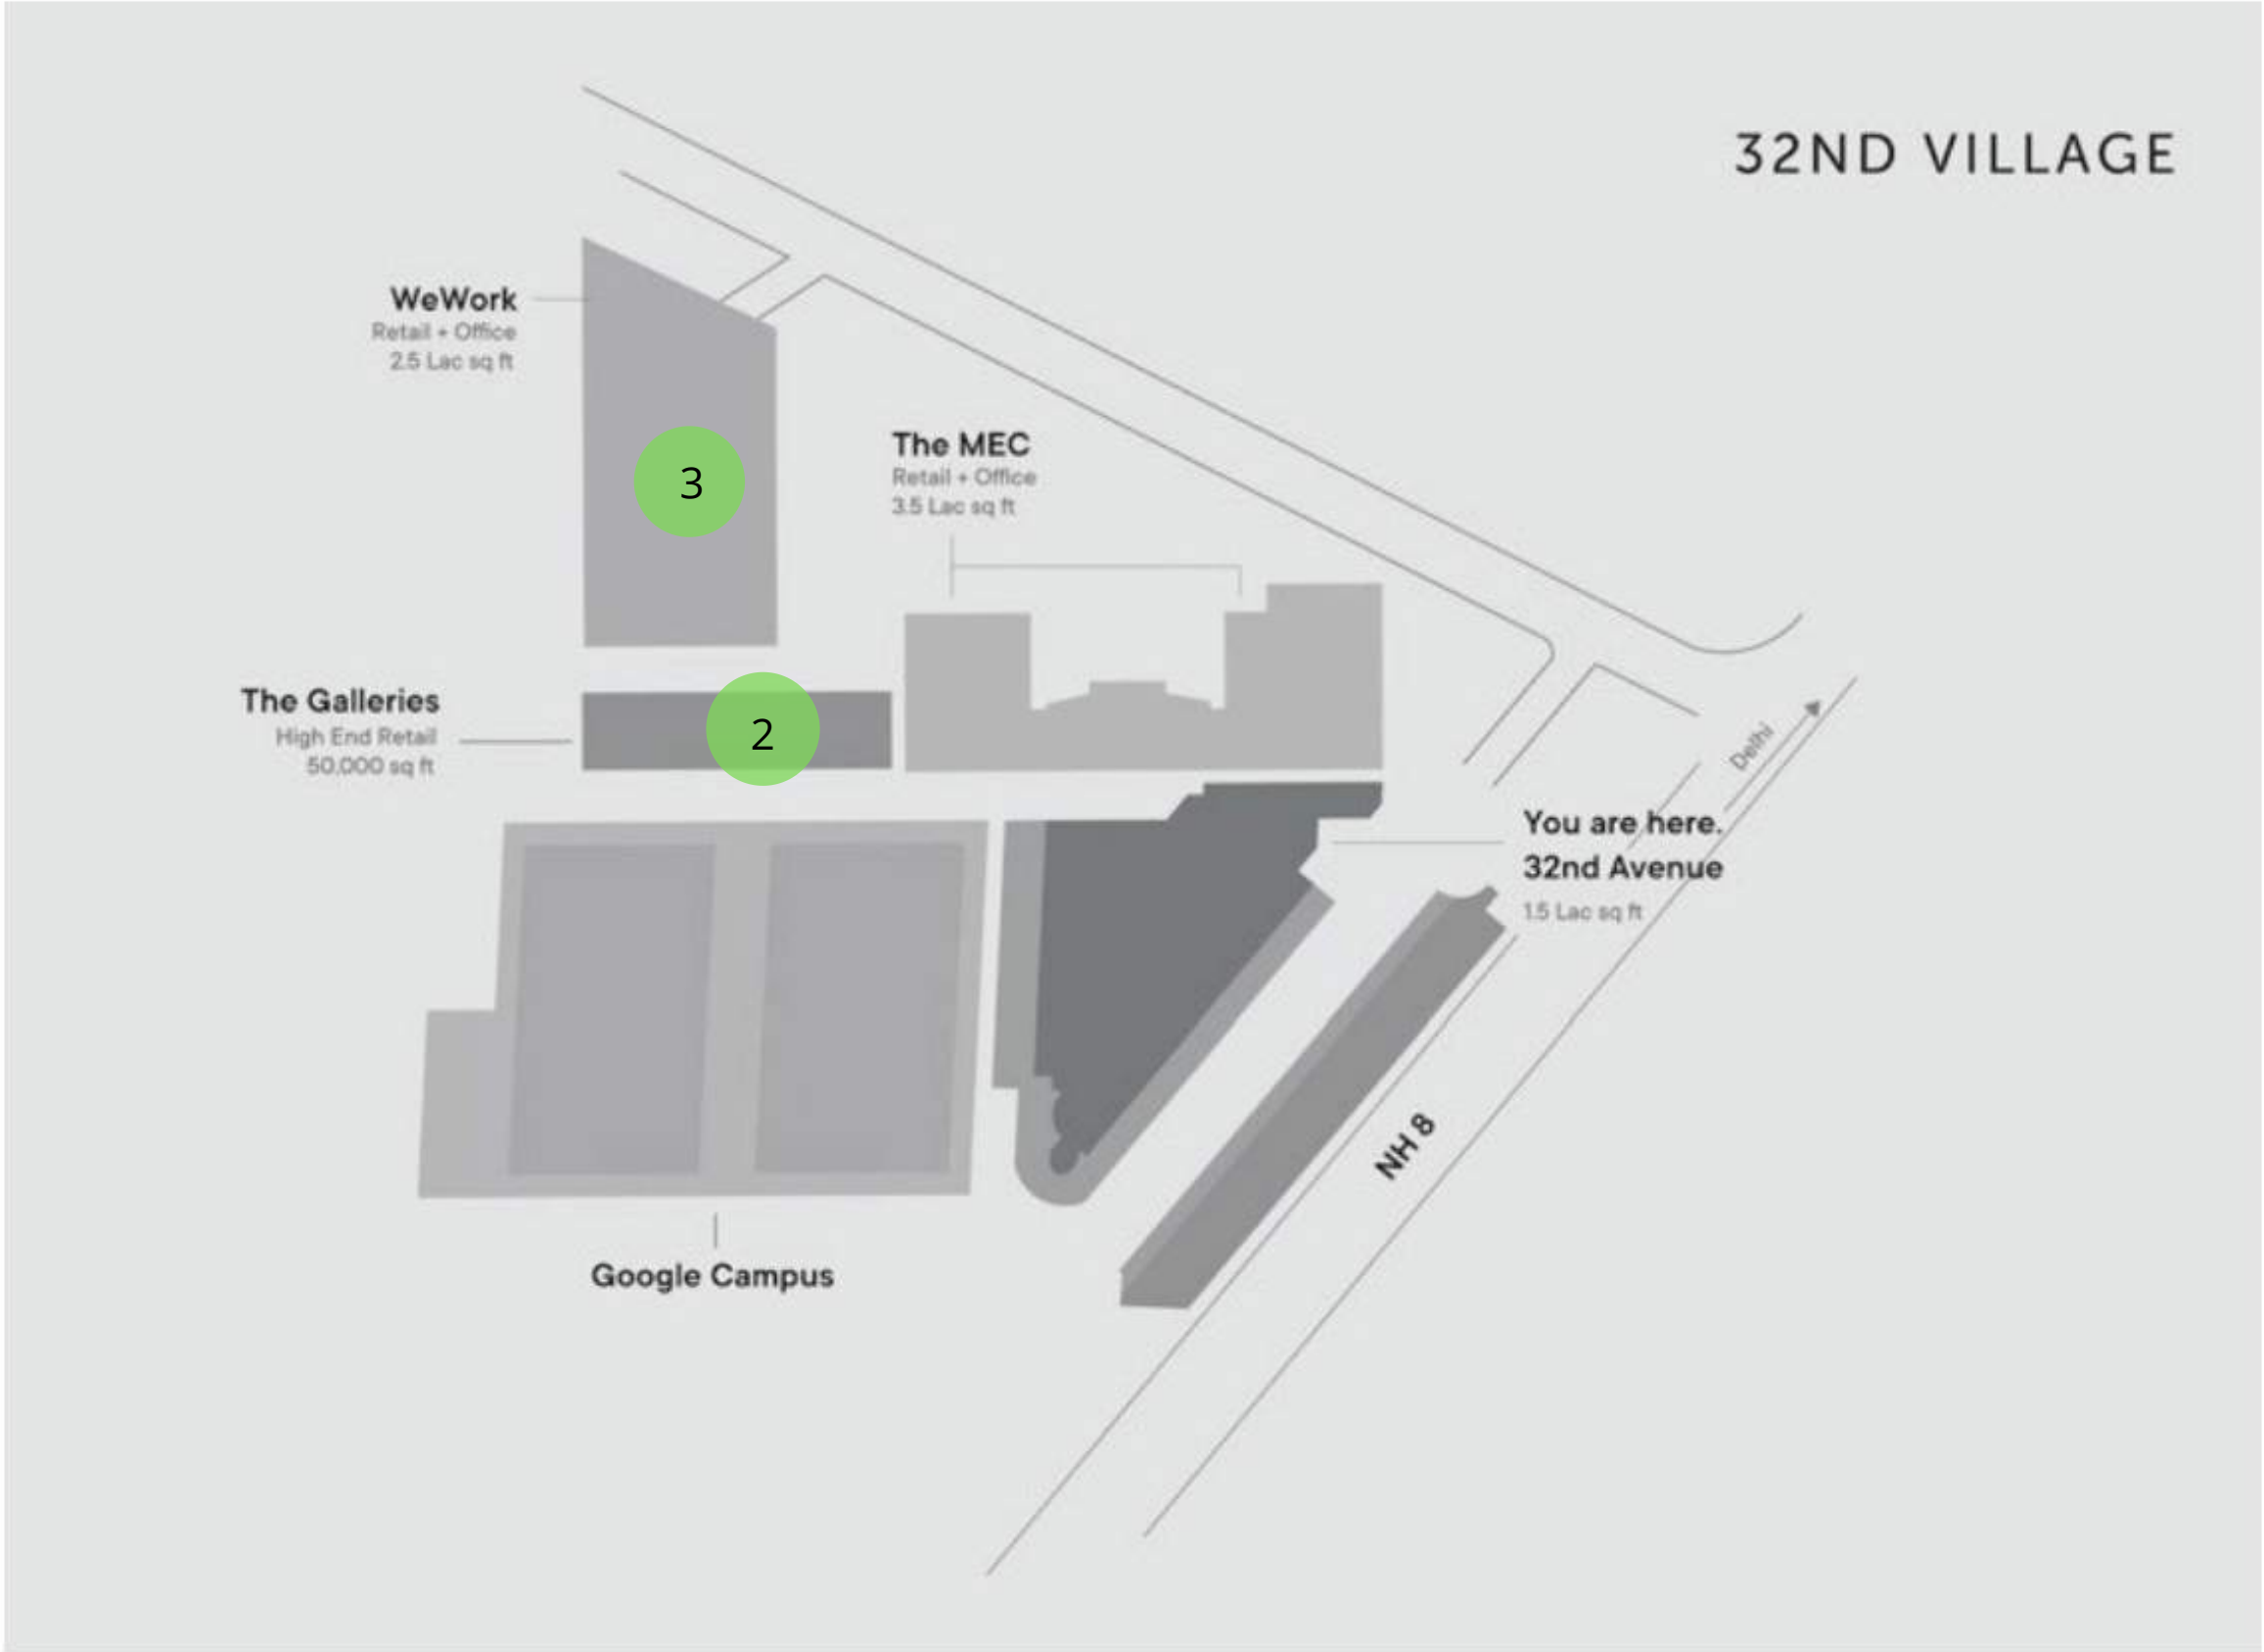 32ND VILLAGE
WeWork
Retail + Office
2.5 Lac sq ft
3
The MEC
Retail + Office
3.5 Lac sq ft
The Galleries
High End Retail
50,000 sq ft
2
Delhi
You are here.
32nd Avenue
1.5 Lac sq ft
NH 8
Google Campus